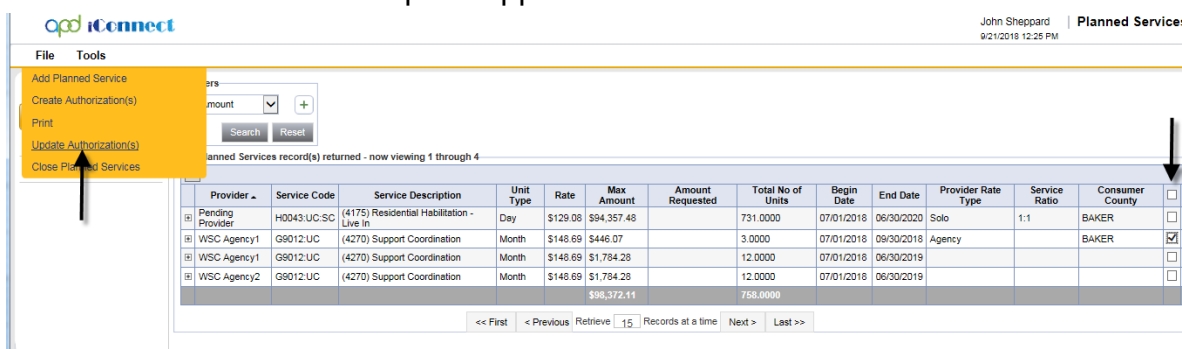 apd iConnect
John Sheppard | Planned Services
9/21/2018 12:25 PM
File Tools
Add Planned Service
Create Authorization(s)
Print
Update Authorization(s)
Close Planned Services
Search Reset
Planned Services record(s) returned - now viewing 1 through 4
Provider Service Code Service Description Unit Type Rate Max Amount Amount Requested Total No of Units Begin Date End Date Provider Rate Type Service Ratio Consumer County
Pending Provider H0043:UC:SC (4175) Residential Habilitation - Live In Day $129.08 $94,357.48 731.0000 07/01/2018 06/30/2020 Solo 1:1 BAKER
WSC Agency1 G9012:UC (4270) Support Coordination Month $148.69 $446.07 3.0000 07/01/2018 09/30/2018 Agency BAKER
WSC Agency1 G9012:UC (4270) Support Coordination Month $148.69 $1,784.28 12.0000 07/01/2018 06/30/2019
WSC Agency2 G9012:UC (4270) Support Coordination Month $148.69 $1,784.28 12.0000 07/01/2018 06/30/2019
$98,372.11 758.0000
<< First < Previous Retrieve 15 Records at a time Next > Last >>